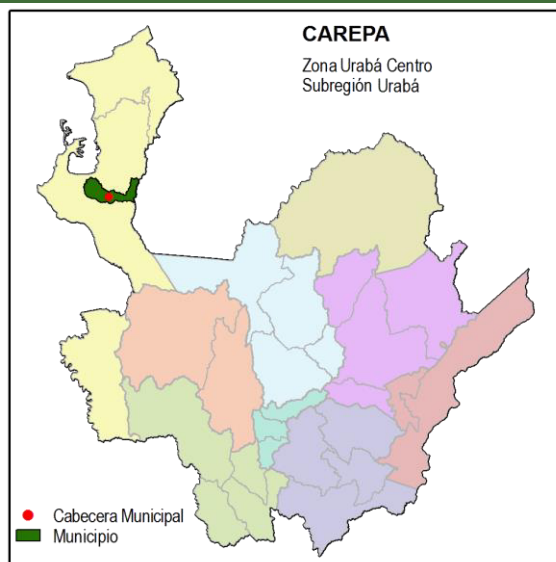 CAREPA
Zona Urabá Centro
Subregión Urabá
Cabecera Municipal
Municipio